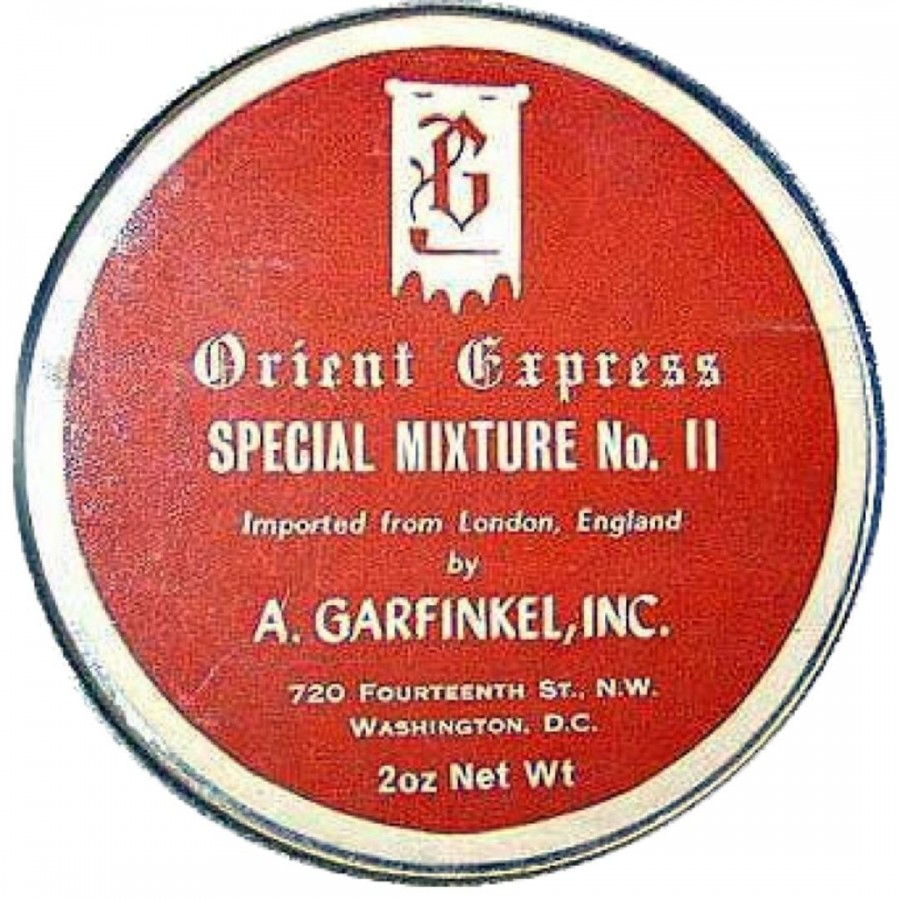 G
Orient Express
SPECIAL MIXTURE No. 11
Imported from London, England
by
A. GARFINKEL, INC.
720 FOURTEENTH ST., N.W.
WASHINGTON, D.C.
2oz Net Wt